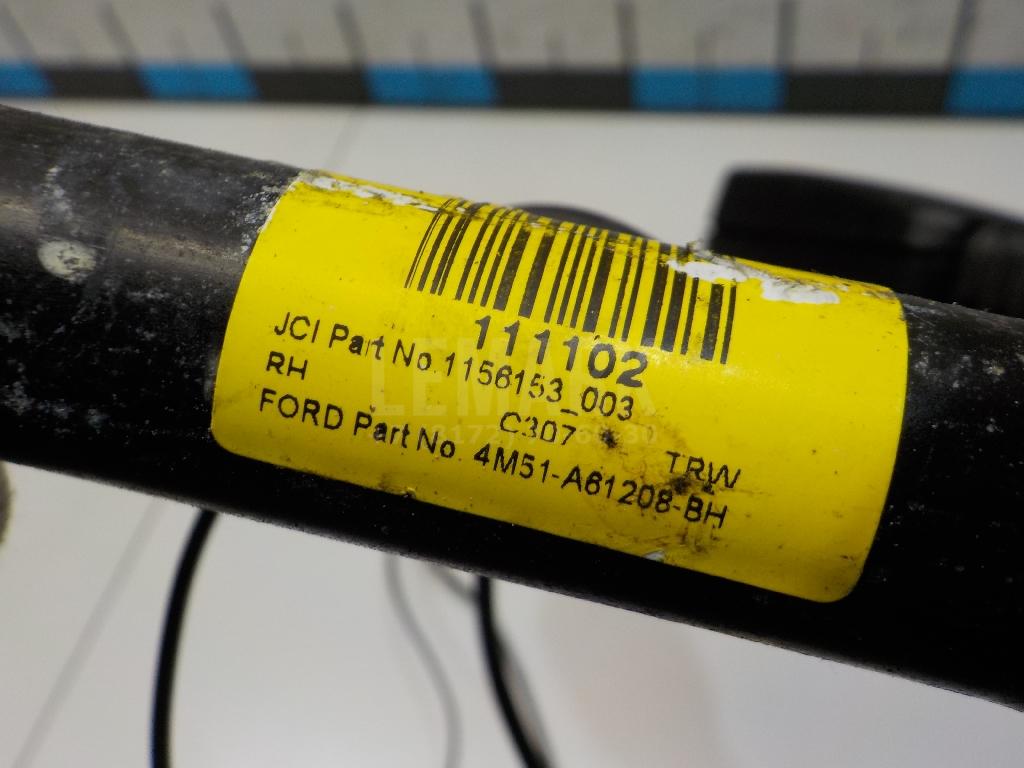 111102
JCI Part No.1156153_003
RH C307 TRW
FORD Part No. 4M51-A61208-BH